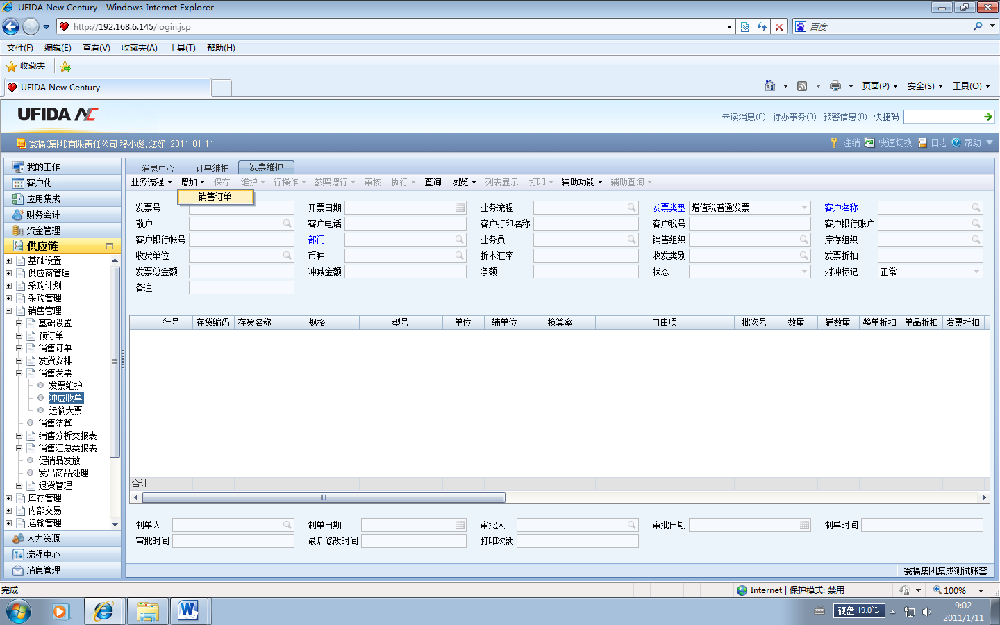 UFIDA New Century - Windows Internet Explorer
http://192.168.6.145/login.jsp
百度
文件(F) 编辑(E) 查看(V) 收藏夹(A) 工具(T) 帮助(H)
收藏夹
UFIDA New Century
页面(P) 安全(S) 工具(O)
UFIDA NC
未读消息(0) 待办事务(0) 预警信息(0) 快捷码
瓮福(集团)有限责任公司 穆小彪, 您好! 2011-01-11
注销 快速切换 日志 帮助
我的工作
客户化
应用集成
财务会计
资金管理
供应链
基础设置
供应商管理
采购计划
采购管理
销售管理
基础设置
预订单
销售订单
发货安排
销售发票
发票维护
冲应收单
运输大票
销售结算
销售分析类报表
销售汇总类报表
促销品发放
发出商品处理
退货管理
库存管理
内部交易
运输管理
人力资源
流程中心
消息管理
消息中心 订单维护 发票维护
业务流程 增加 保存 维护 行操作 参照增行 审核 执行 查询 浏览 列表显示 打印 辅助功能 辅助查询
销售订单
发票号 开票日期 业务流程 发票类型 增值税普通发票 客户名称
散户 客户电话 客户打印名称 客户税号 客户银行账户
客户银行帐号 部门 业务员 销售组织 库存组织
收货单位 币种 折本汇率 收发类别 发票折扣
发票总金额 冲减金额 净额 状态 对冲标记 正常
备注
行号 存货编码 存货名称 规格 型号 单位 辅单位 换算率 自由项 批次号 数量 辅数量 整单折扣 单品折扣 发票折扣
合计
制单人 制单日期 审批人 审批日期 制单时间
审批时间 最后修改时间 打印次数
瓮福集团集成测试账套
完成
Internet | 保护模式: 禁用
100%
硬盘:19.0℃
9:02
2011/1/11